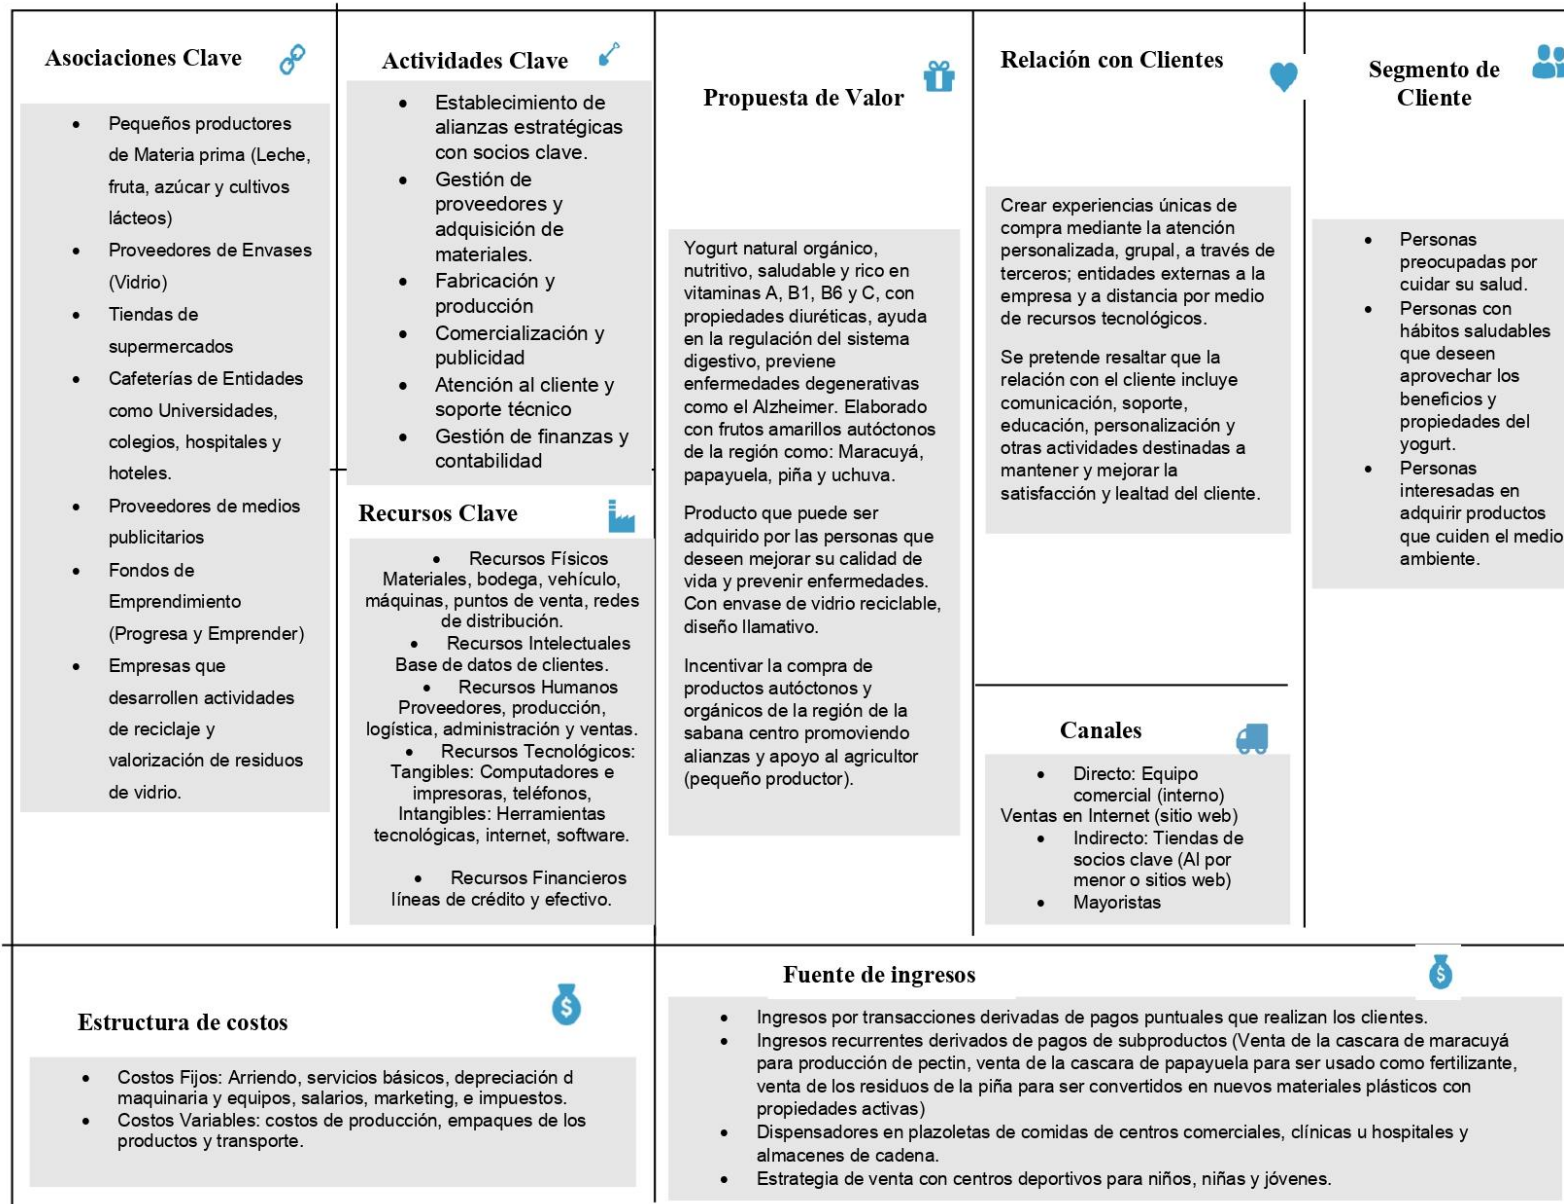 Asociaciones Clave
• Pequeños productores
de Materia prima (Leche,
fruta, azúcar y cultivos
lácteos)
• Proveedores de Envases
(Vidrio)
• Tiendas de
supermercados
• Cafeterías de Entidades
como Universidades,
colegios, hospitales y
hoteles.
• Proveedores de medios
publicitarios
• Fondos de
Emprendimiento
(Progresa y Emprender)
• Empresas que
desarrollen actividades
de reciclaje y
valorización de residuos
de vidrio.
Actividades Clave
• Establecimiento de
alianzas estratégicas
con socios clave.
• Gestión de
proveedores y
adquisición de
materiales.
• Fabricación y
producción
• Comercialización y
publicidad
• Atención al cliente y
soporte técnico
• Gestión de finanzas y
contabilidad
Recursos Clave
• Recursos Físicos
Materiales, bodega, vehículo,
máquinas, puntos de venta, redes
de distribución.
• Recursos Intelectuales
Base de datos de clientes.
• Recursos Humanos
Proveedores, producción,
logística, administración y ventas.
• Recursos Tecnológicos:
Tangibles: Computadores e
impresoras, teléfonos,
Intangibles: Herramientas
tecnológicas, internet, software.
• Recursos Financieros
líneas de crédito y efectivo.
Propuesta de Valor
Yogurt natural orgánico,
nutritivo, saludable y rico en
vitaminas A, B1, B6 y C, con
propiedades diuréticas, ayuda
en la regulación del sistema
digestivo, previene
enfermedades degenerativas
como el Alzheimer. Elaborado
con frutos amarillos autóctonos
de la región como: Maracuyá,
papayuela, piña y uchuva.
Producto que puede ser
adquirido por las personas que
deseen mejorar su calidad de
vida y prevenir enfermedades.
Con envase de vidrio reciclable,
diseño llamativo.
Incentivar la compra de
productos autóctonos y
orgánicos de la región de la
sabana centro promoviendo
alianzas y apoyo al agricultor
(pequeño productor).
Relación con Clientes
Crear experiencias únicas de
compra mediante la atención
personalizada, grupal, a través de
terceros; entidades externas a la
empresa y a distancia por medio
de recursos tecnológicos.
Se pretende resaltar que la
relación con el cliente incluye
comunicación, soporte,
educación, personalización y
otras actividades destinadas a
mantener y mejorar la
satisfacción y lealtad del cliente.
Canales
• Directo: Equipo
comercial (interno)
Ventas en Internet (sitio web)
• Indirecto: Tiendas de
socios clave (Al por
menor o sitios web)
• Mayoristas
Segmento de
Cliente
• Personas
preocupadas por
cuidar su salud.
• Personas con
hábitos saludables
que deseen
aprovechar los
beneficios y
propiedades del
yogurt.
• Personas
interesadas en
adquirir productos
que cuiden el medio
ambiente.
Estructura de costos
• Costos Fijos: Arriendo, servicios básicos, depreciación d
maquinaria y equipos, salarios, marketing, e impuestos.
• Costos Variables: costos de producción, empaques de los
productos y transporte.
Fuente de ingresos
• Ingresos por transacciones derivadas de pagos puntuales que realizan los clientes.
• Ingresos recurrentes derivados de pagos de subproductos (Venta de la cascara de maracuyá
para producción de pectin, venta de la cascara de papayuela para ser usado como fertilizante,
venta de los residuos de la piña para ser convertidos en nuevos materiales plásticos con
propiedades activas)
• Dispensadores en plazoletas de comidas de centros comerciales, clínicas u hospitales y
almacenes de cadena.
• Estrategia de venta con centros deportivos para niños, niñas y jóvenes.